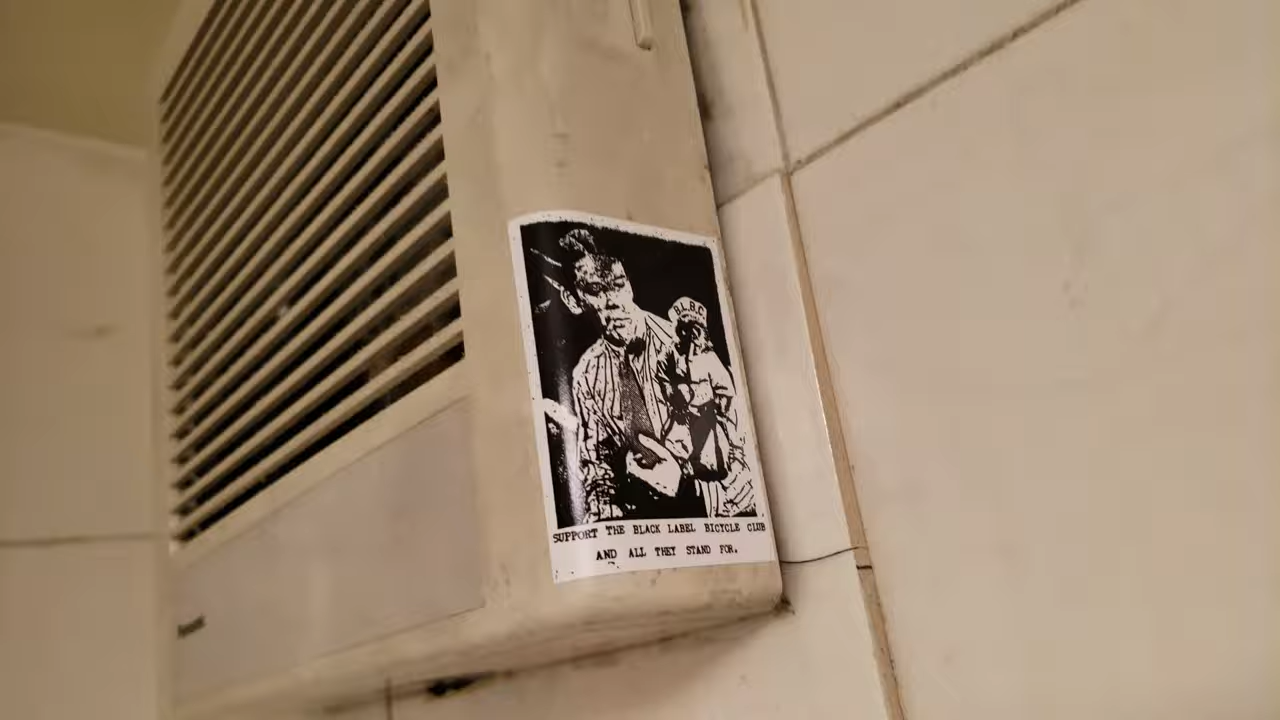 B.L.B.C.
SUPPORT THE BLACK LABEL BICYCLE CLUB
AND ALL THEY STAND FOR.